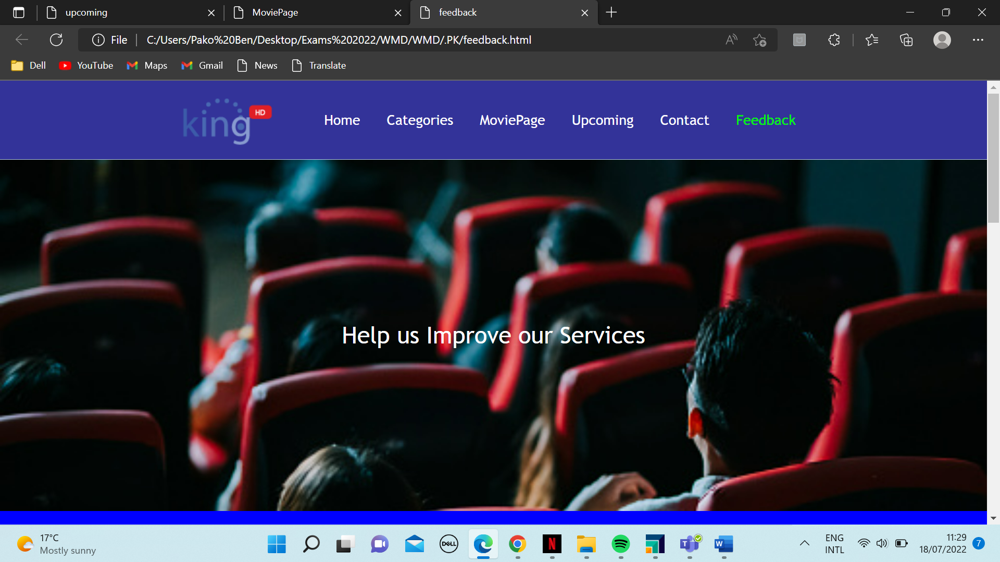 upcoming
MoviePage
feedback
File
C:/Users/Pako%20Ben/Desktop/Exams%202022/WMD/WMD/.PK/feedback.html
Dell
YouTube
Maps
Gmail
News
Translate
king HD
Home
Categories
MoviePage
Upcoming
Contact
Feedback
Help us Improve our Services
17°C
Mostly sunny
DELL
N
T
W
ENG
INTL
11:29
18/07/2022
7